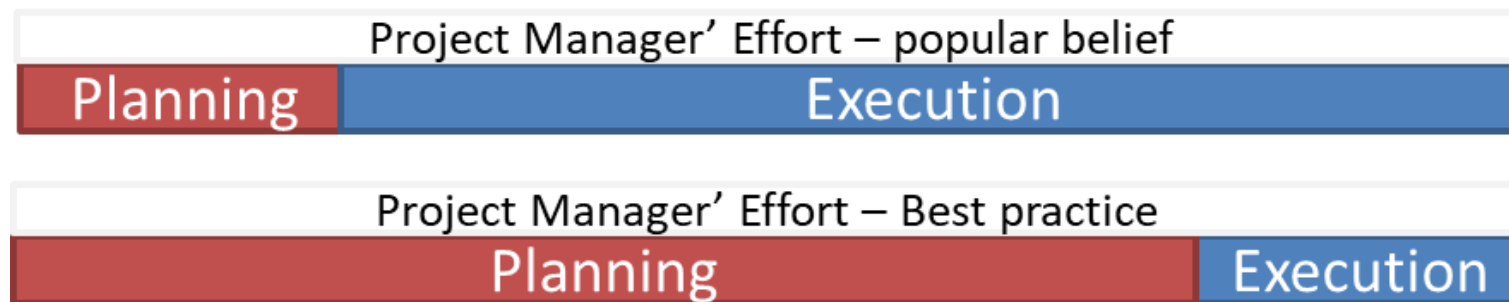 Project Manager’ Effort – popular belief
Planning Execution
Project Manager’ Effort – Best practice
Planning Execution